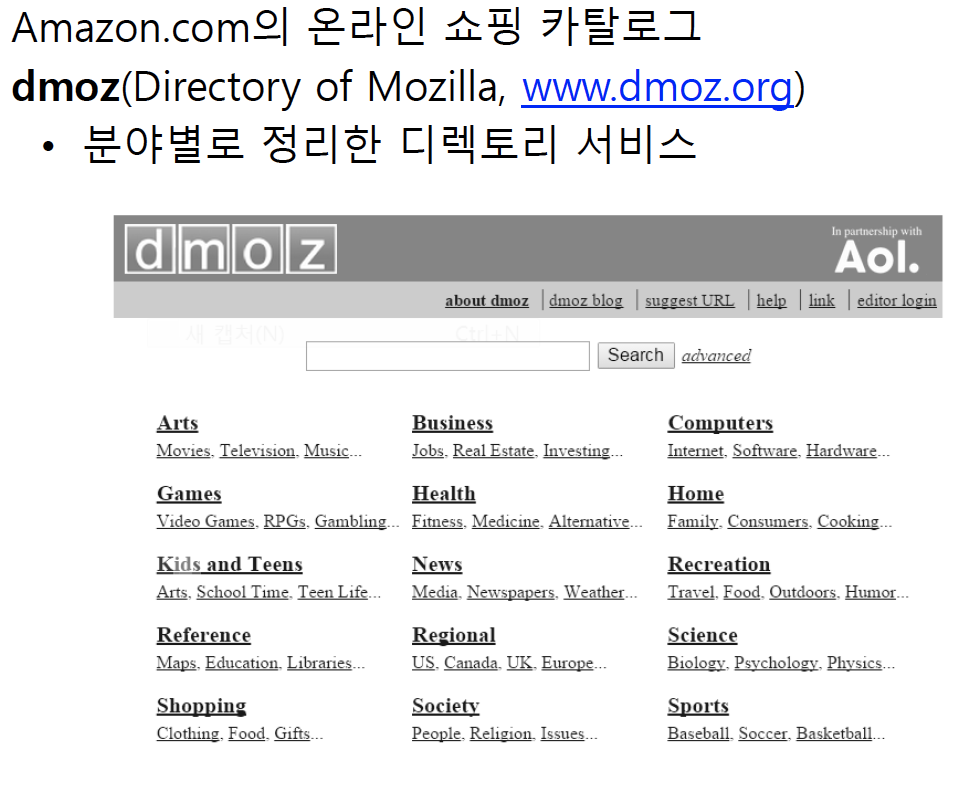 Amazon.com의 온라인 쇼핑 카탈로그
dmoz(Directory of Mozilla, www.dmoz.org)
• 분야별로 정리한 디렉토리 서비스
dmoz
In partnership with
Aol.
about dmoz | dmoz blog | suggest URL | help | link | editor login
새 캡처(N) Ctrl+N
Search advanced
Arts Business Computers
Movies, Television, Music... Jobs, Real Estate, Investing... Internet, Software, Hardware...
Games Health Home
Video Games, RPGs, Gambling... Fitness, Medicine, Alternative... Family, Consumers, Cooking...
Kids and Teens News Recreation
Arts, School Time, Teen Life... Media, Newspapers, Weather... Travel, Food, Outdoors, Humor...
Reference Regional Science
Maps, Education, Libraries... US, Canada, UK, Europe... Biology, Psychology, Physics...
Shopping Society Sports
Clothing, Food, Gifts... People, Religion, Issues... Baseball, Soccer, Basketball...